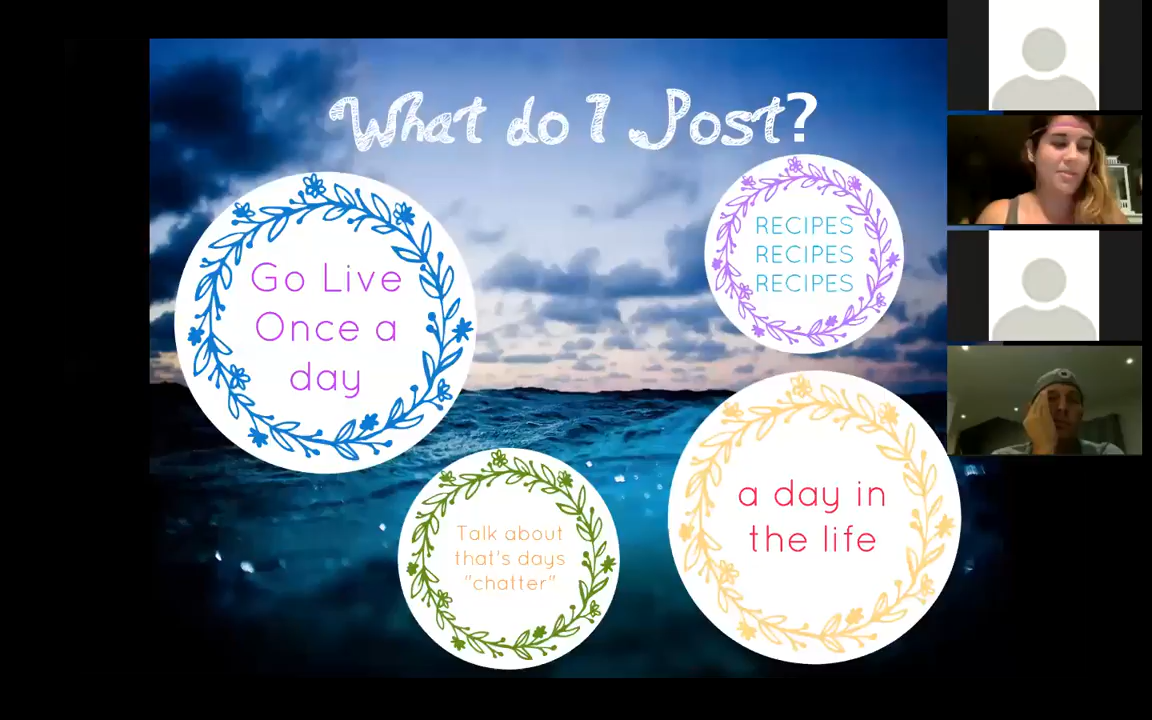 What do I Post?
Go Live
Once a
day
RECIPES
RECIPES
RECIPES
Talk about
that's days
"chatter"
a day in
the life